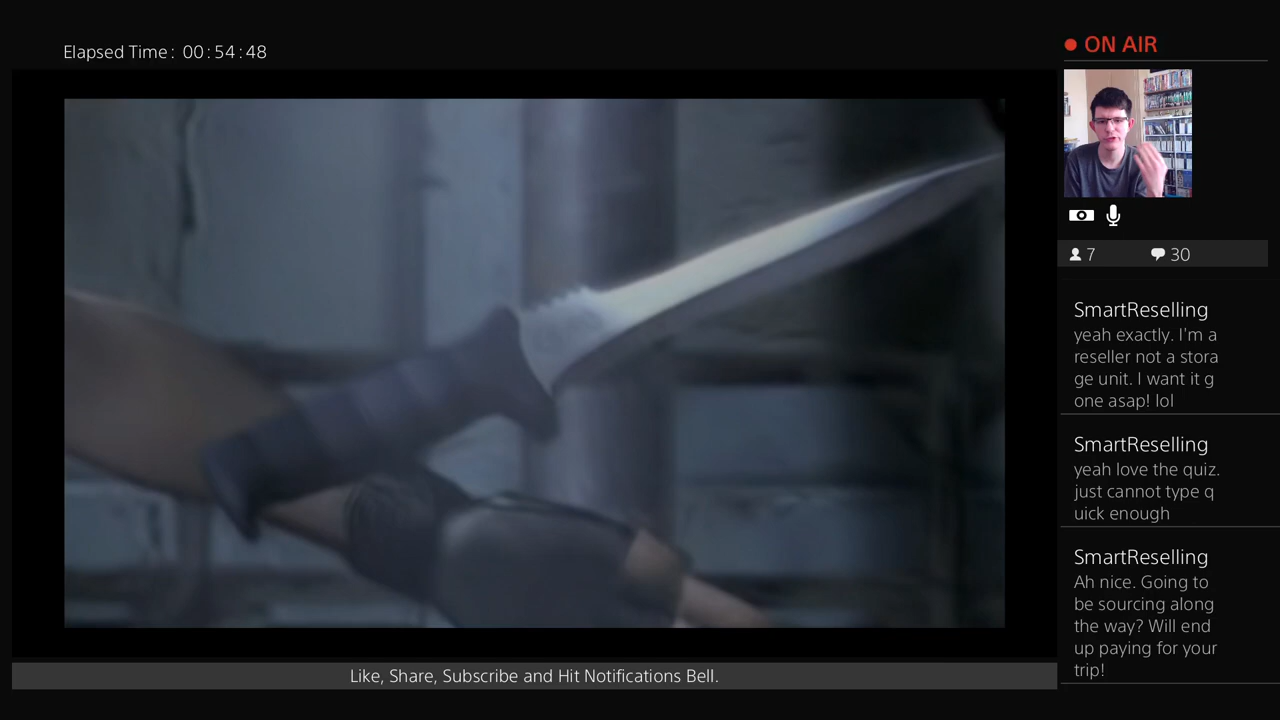 Elapsed Time: 00:54:48
ON AIR
7
30
SmartReselling
yeah exactly. I'm a
reseller not a stora
ge unit. I want it g
one asap! lol
SmartReselling
yeah love the quiz.
just cannot type q
uick enough
SmartReselling
Ah nice. Going to
be sourcing along
the way? Will end
up paying for your
trip!
Like, Share, Subscribe and Hit Notifications Bell.